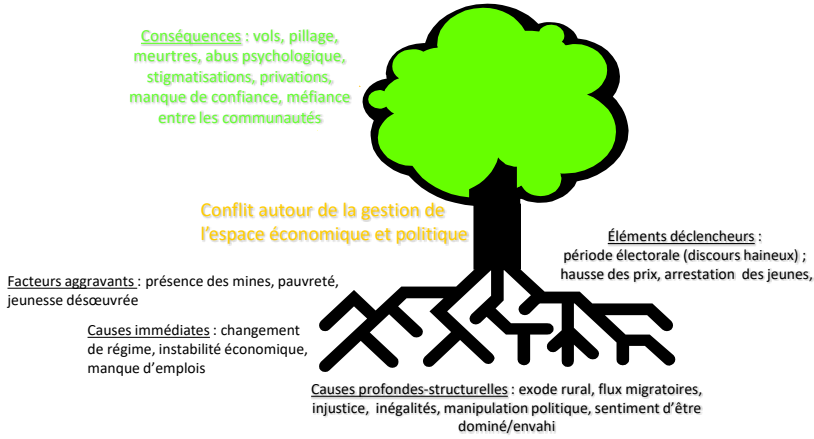 Conséquences : vols, pillage,
meurtres, abus psychologique,
stigmatisations, privations,
manque de confiance, méfiance
entre les communautés
Conflit autour de la gestion de
l’espace économique et politique
Éléments déclencheurs :
période électorale (discours haineux) ;
hausse des prix, arrestation des jeunes,
Facteurs aggravants : présence des mines, pauvreté,
jeunesse désœuvrée
Causes immédiates : changement
de régime, instabilité économique,
manque d’emplois
Causes profondes-structurelles : exode rural, flux migratoires,
injustice, inégalités, manipulation politique, sentiment d’être
dominé/envahi